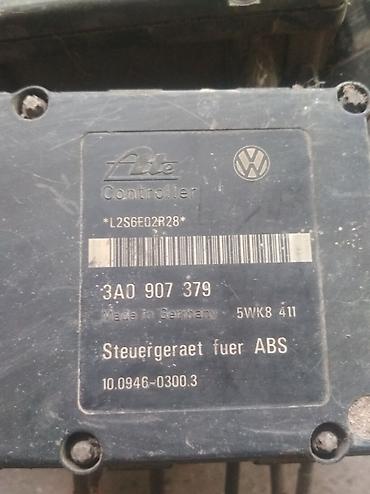 Ate
Controller
*L2S6E02R28*
3A0 907 379
Made in Germany 5WK8 411
Steuergeraet fuer ABS
10.0946-0300.3